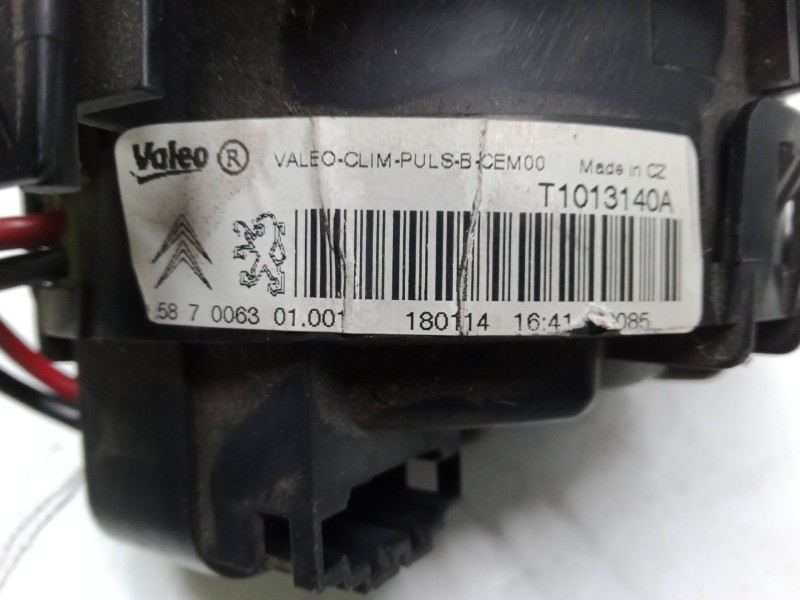 Valeo ® VALEO-CLIM-PULS-B-CEM00 Made in CZ
T1013140A
58 7 0063 01.001 180114 16:41